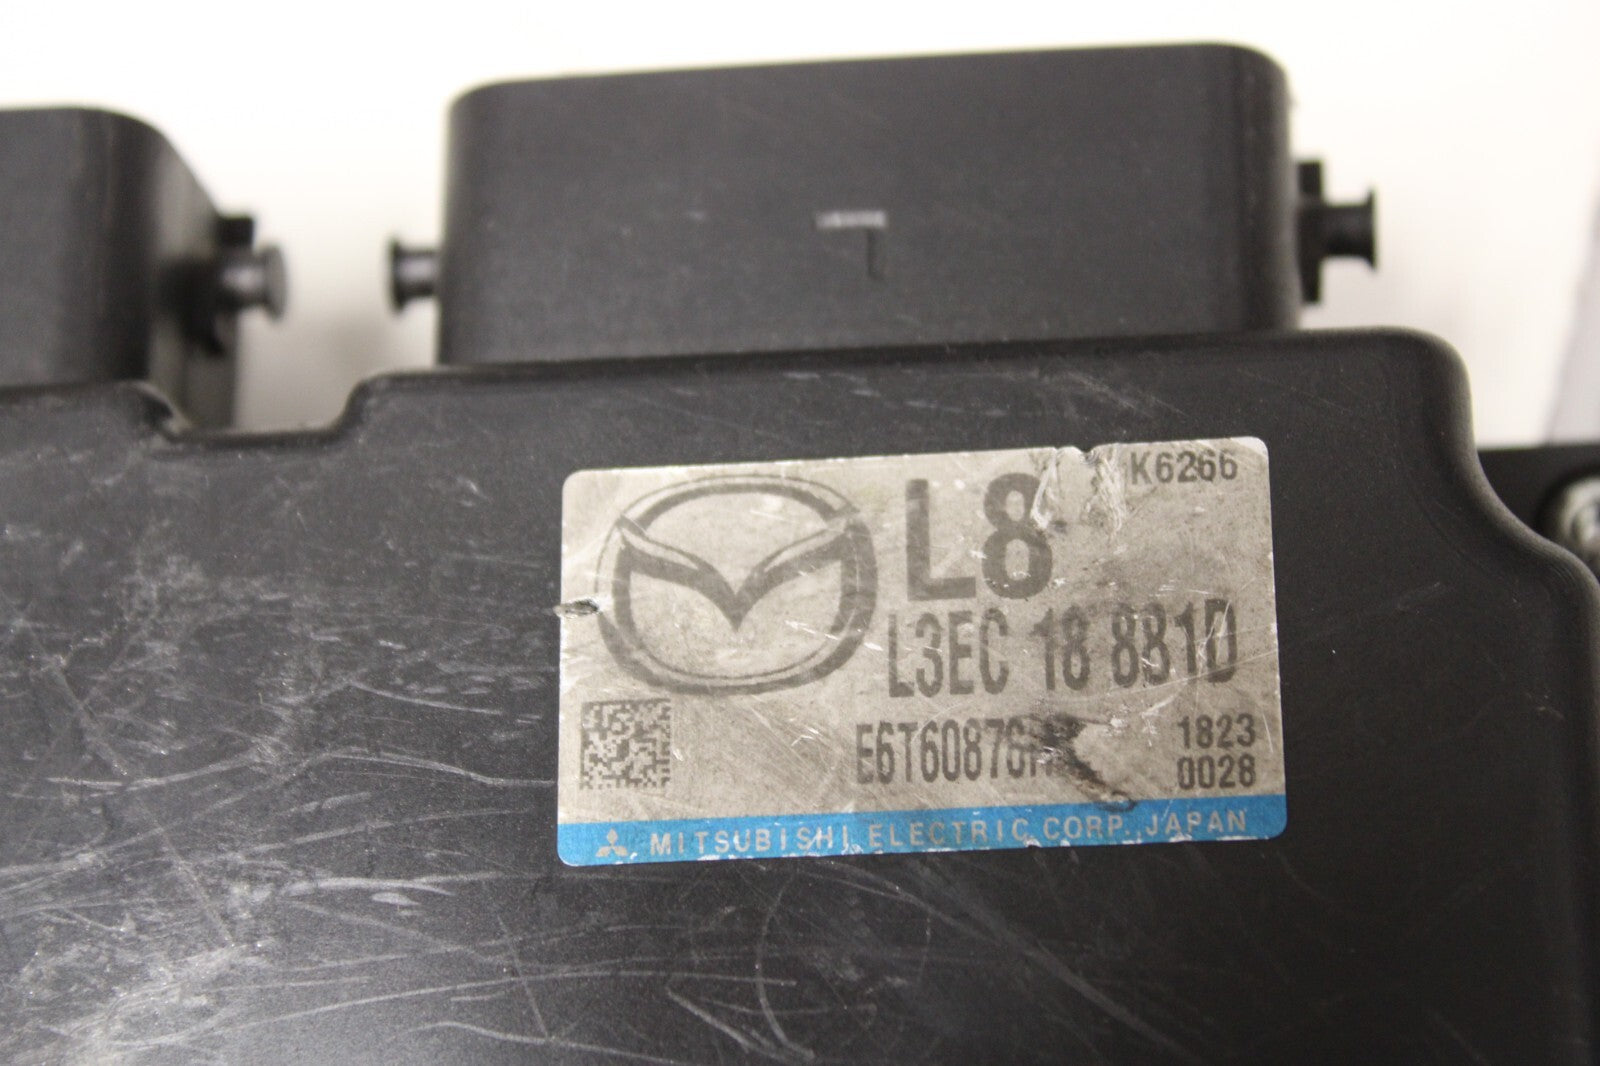 L8
K6266
L3EC 18 881D
1823
0028
MITSUBISHI ELECTRIC CORP. JAPAN